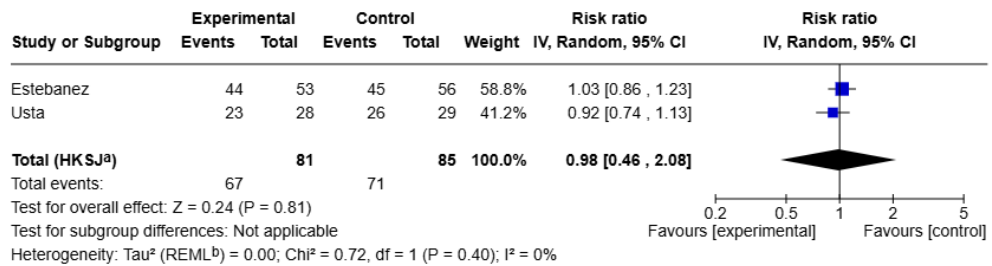 Experimental Control Risk ratio Risk ratio
Study or Subgroup Events Total Events Total Weight IV, Random, 95% CI IV, Random, 95% CI
Estebanez 44 53 45 56 58.8% 1.03 [0.86 , 1.23]
Usta 23 28 26 29 41.2% 0.92 [0.74 , 1.13]
Total (HKSJᵃ) 81 85 100.0% 0.98 [0.46 , 2.08]
Total events: 67 71
Test for overall effect: Z = 0.24 (P = 0.81) 0.2 0.5 1 2 5
Test for subgroup differences: Not applicable Favours [experimental] Favours [control]
Heterogeneity: Tau² (REMLᵇ) = 0.00; Chi² = 0.72, df = 1 (P = 0.40); I² = 0%